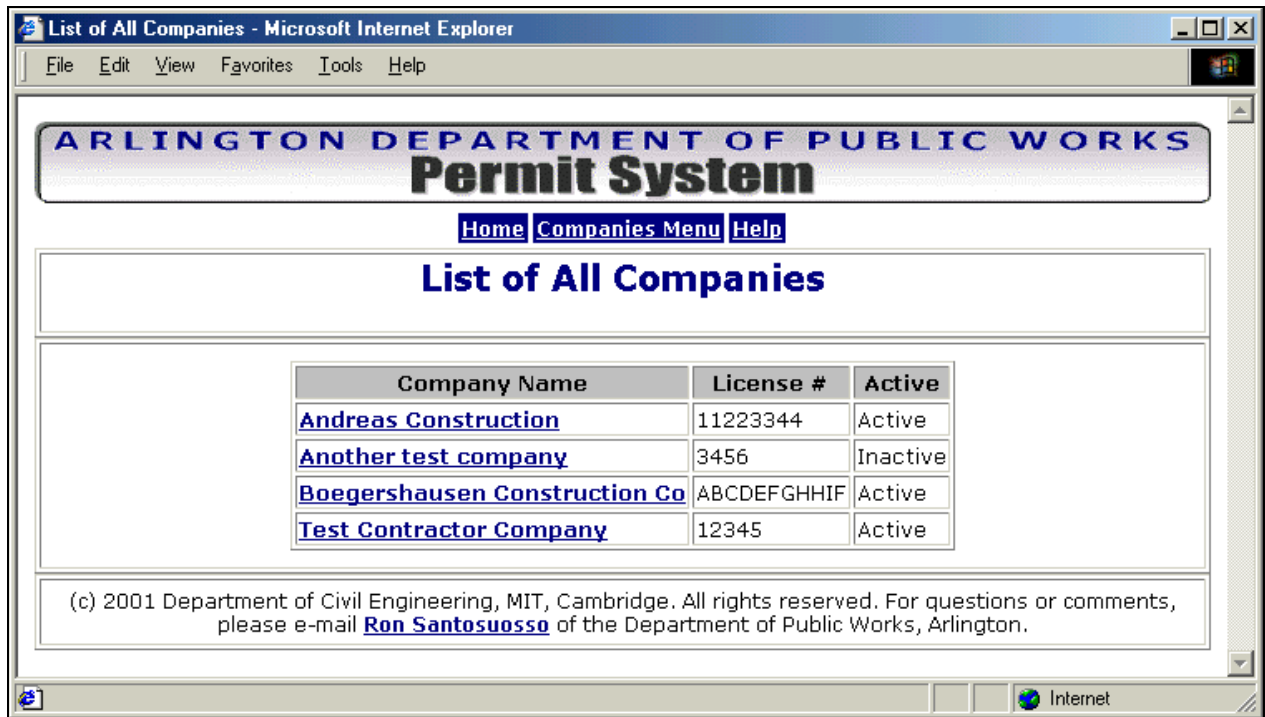 List of All Companies - Microsoft Internet Explorer
File Edit View Favorites Tools Help
ARLINGTON DEPARTMENT OF PUBLIC WORKS
Permit System
Home Companies Menu Help
List of All Companies
Company Name License # Active
Andreas Construction 11223344 Active
Another test company 3456 Inactive
Boegershausen Construction Co ABCDEFGHHIF Active
Test Contractor Company 12345 Active
(c) 2001 Department of Civil Engineering, MIT, Cambridge. All rights reserved. For questions or comments,
please e-mail Ron Santosuosso of the Department of Public Works, Arlington.
Internet